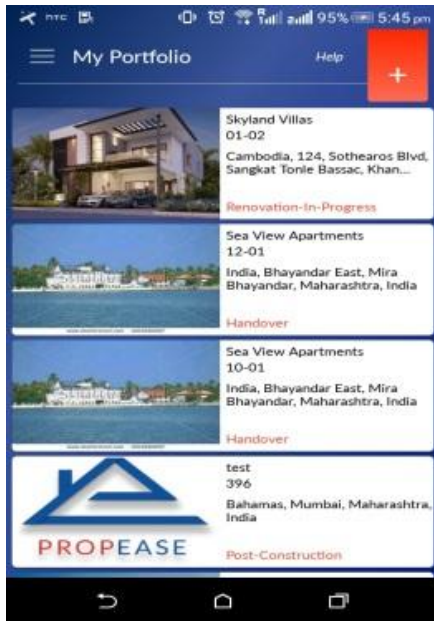 hTC 95% 5:45 pm
My Portfolio Help +
Skyland Villas
01-02
Cambodia, 124, Sothearos Blvd,
Sangkat Tonle Bassac, Khan...
Renovation-In-Progress
Sea View Apartments
12-01
India, Bhayandar East, Mira
Bhayandar, Maharashtra, India
Handover
Sea View Apartments
10-01
India, Bhayandar East, Mira
Bhayandar, Maharashtra, India
Handover
PROPEASE
test
396
Bahamas, Mumbai, Maharashtra,
India
Post-Construction